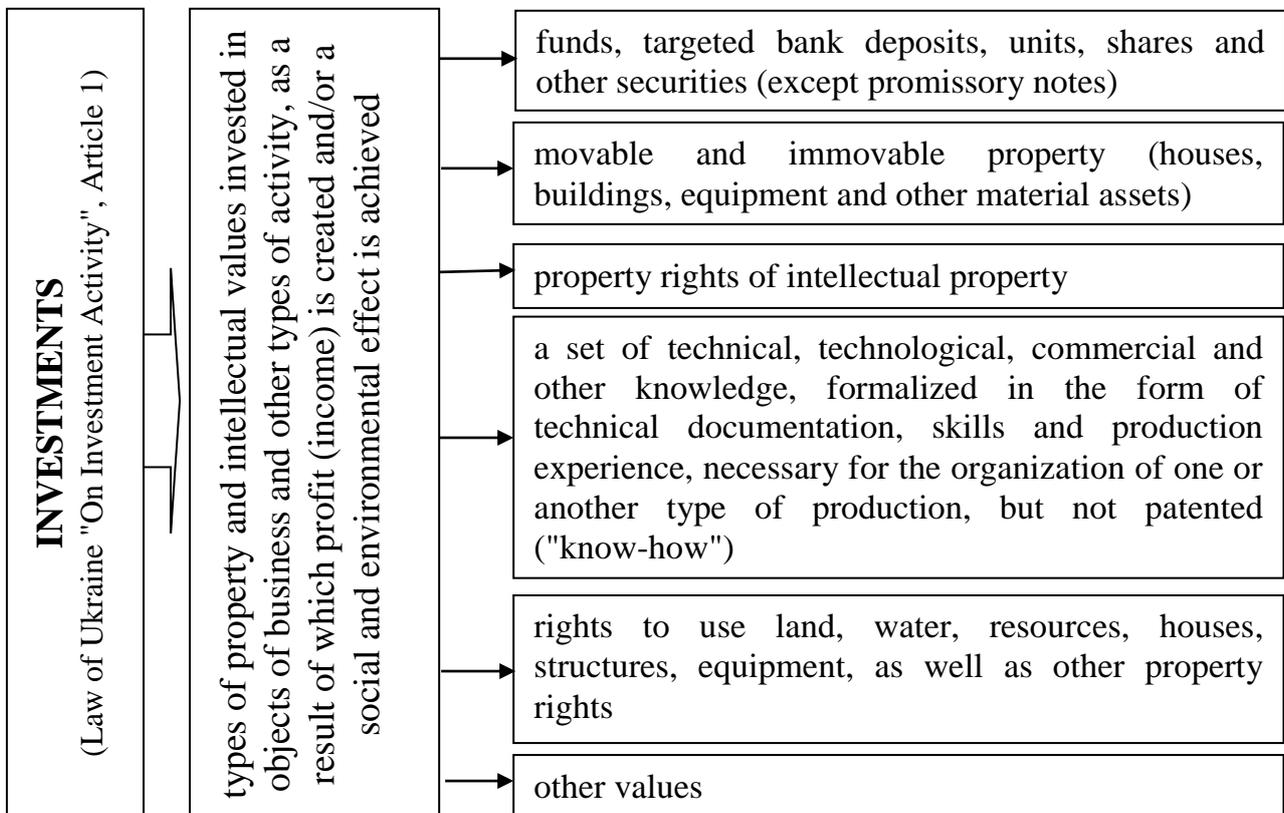 INVESTMENTS
(Law of Ukraine "On Investment Activity", Article 1)
types of property and intellectual values invested in
objects of business and other types of activity, as a
result of which profit (income) is created and/or a
social and environmental effect is achieved
funds, targeted bank deposits, units, shares and
other securities (except promissory notes)
movable and immovable property (houses,
buildings, equipment and other material assets)
property rights of intellectual property
a set of technical, technological, commercial and
other knowledge, formalized in the form of
technical documentation, skills and production
experience, necessary for the organization of one or
another type of production, but not patented
("know-how")
rights to use land, water, resources, houses,
structures, equipment, as well as other property
rights
other values